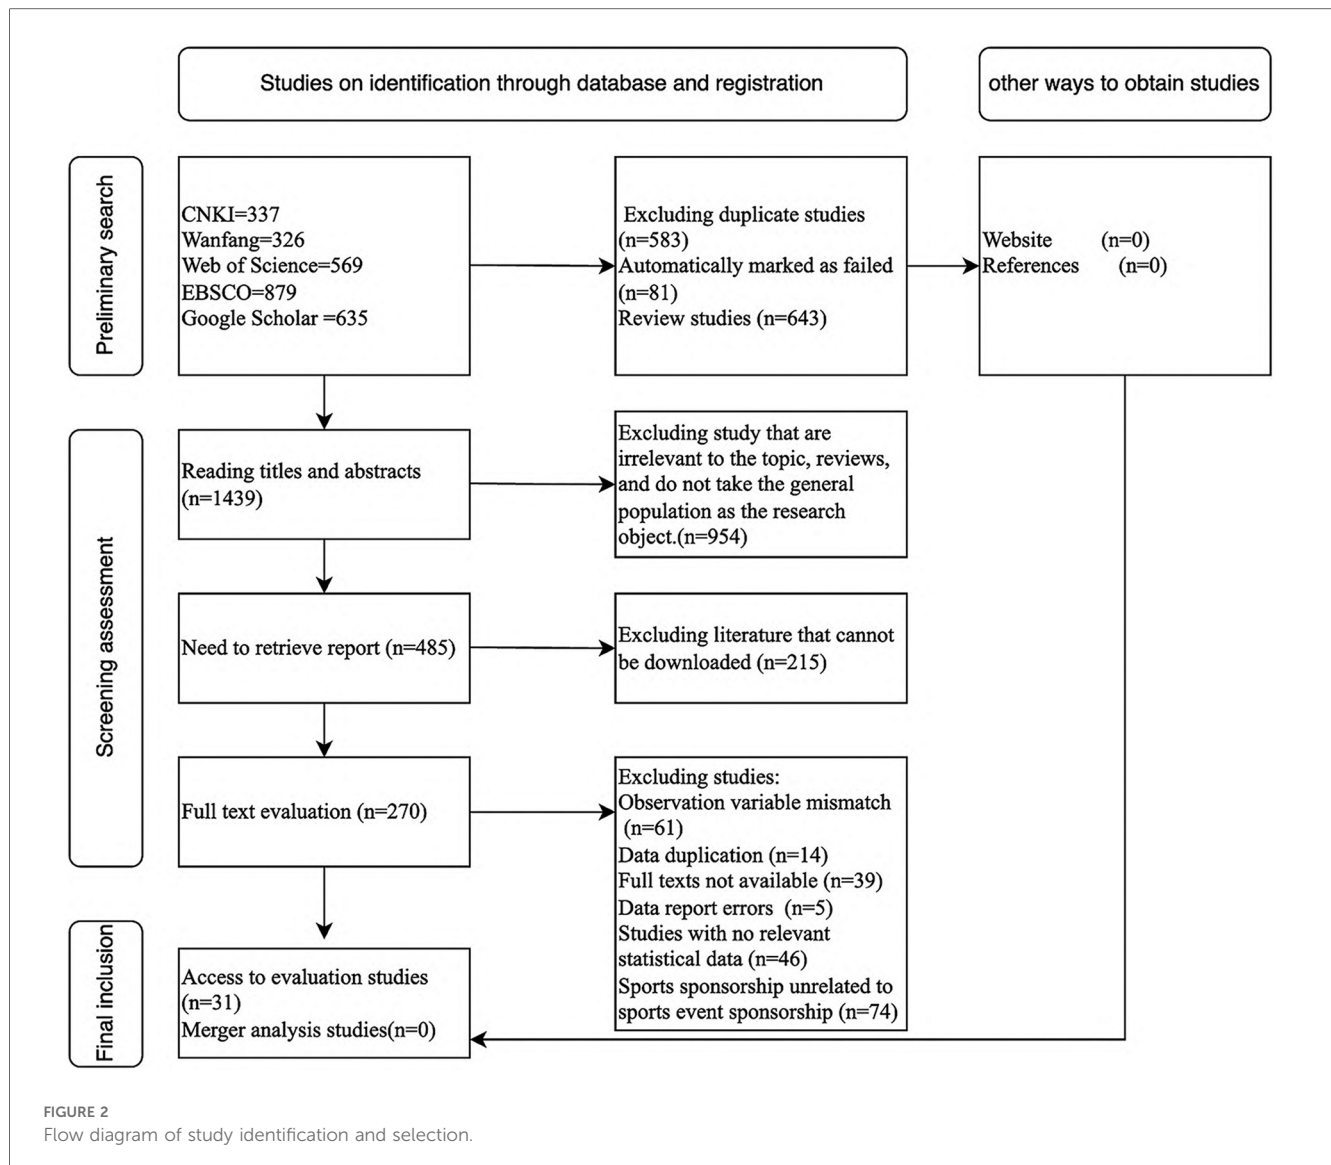 Studies on identification through database and registration
other ways to obtain studies
Preliminary search
CNKI=337
Wanfang=326
Web of Science=569
EBSCO=879
Google Scholar =635
Excluding duplicate studies
(n=583)
Automatically marked as failed
(n=81)
Review studies (n=643)
Website (n=0)
References (n=0)
Screening assessment
Reading titles and abstracts
(n=1439)
Excluding study that are
irrelevant to the topic, reviews,
and do not take the general
population as the research
object.(n=954)
Need to retrieve report (n=485)
Excluding literature that cannot
be downloaded (n=215)
Full text evaluation (n=270)
Excluding studies:
Observation variable mismatch
(n=61)
Data duplication (n=14)
Full texts not available (n=39)
Data report errors (n=5)
Studies with no relevant
statistical data (n=46)
Sports sponsorship unrelated to
sports event sponsorship (n=74)
Final inclusion
Access to evaluation studies
(n=31)
Merger analysis studies(n=0)
FIGURE 2
Flow diagram of study identification and selection.